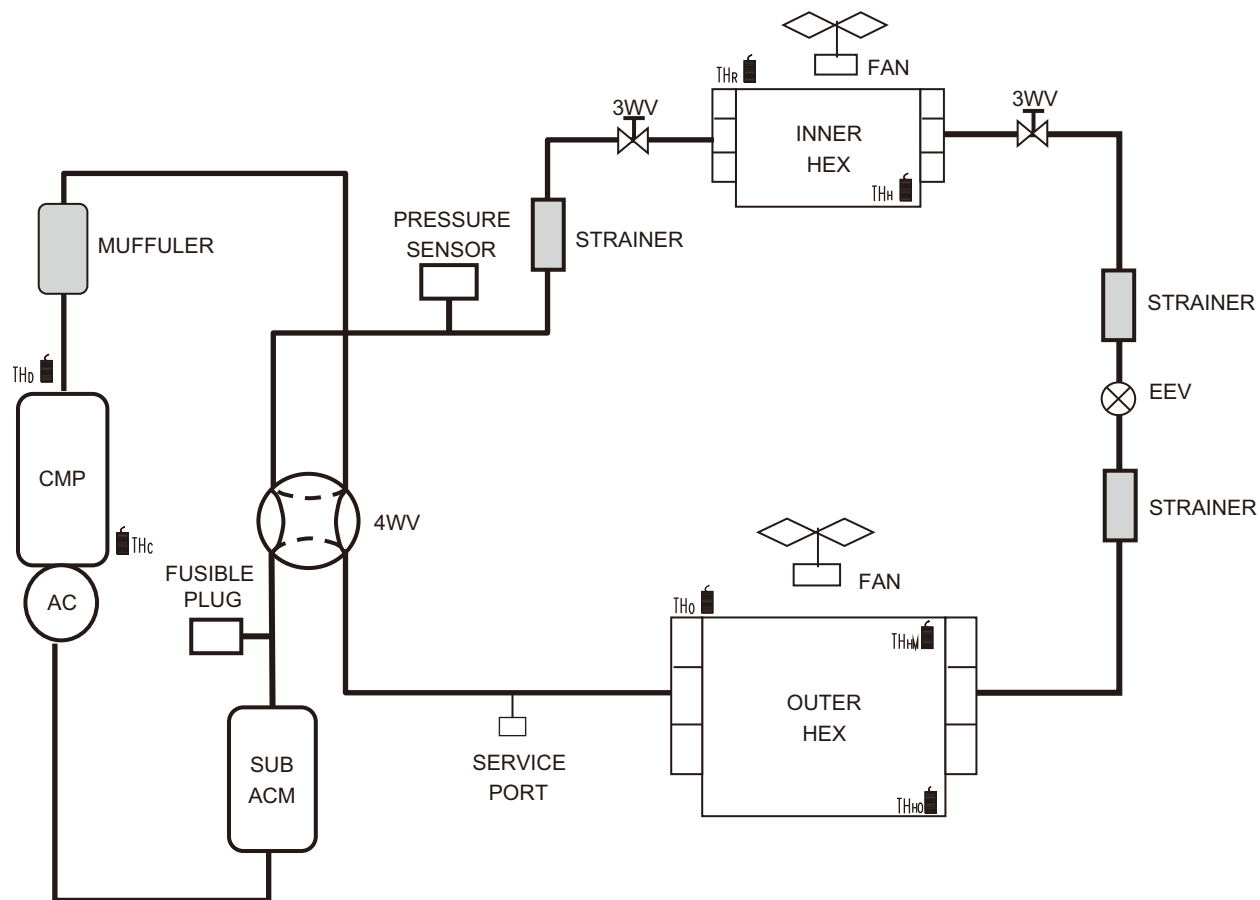 THR
FAN
3WV
3WV
INNER
HEX
THH
PRESSURE
SENSOR
STRAINER
MUFFULER
STRAINER
THD
EEV
CMP
STRAINER
4WV
THC
FUSIBLE
PLUG
FAN
AC
THO
THHM
OUTER
HEX
SERVICE
PORT
SUB
ACM
THHO